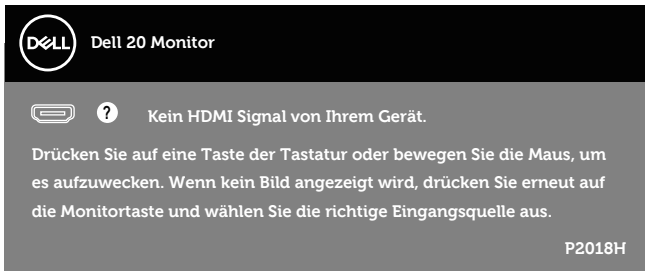 DELL Dell 20 Monitor
? Kein HDMI Signal von Ihrem Gerät.
Drücken Sie auf eine Taste der Tastatur oder bewegen Sie die Maus, um
es aufzuwecken. Wenn kein Bild angezeigt wird, drücken Sie erneut auf
die Monitortaste und wählen Sie die richtige Eingangsquelle aus.
P2018H